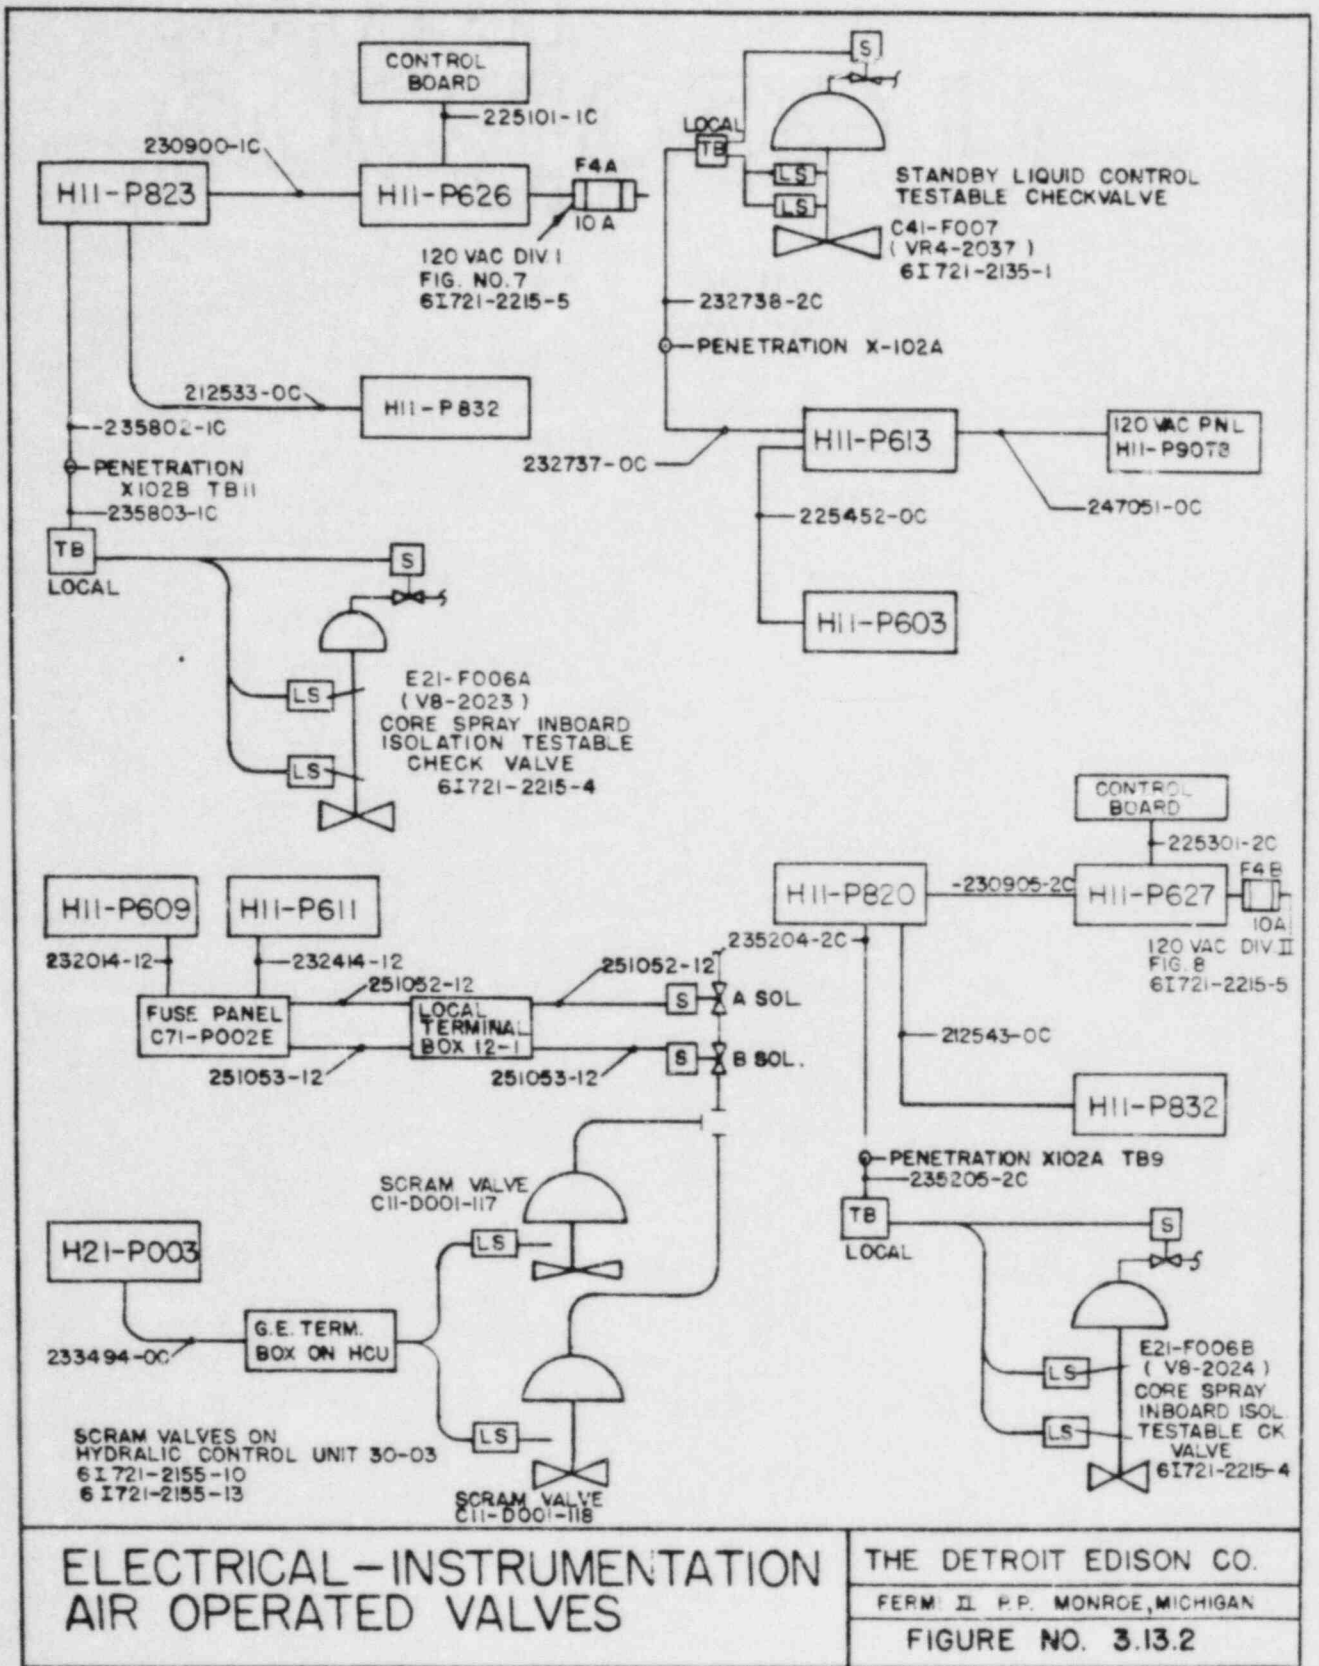 CONTROL
BOARD
225101-1C
230900-1C
H11-P823
H11-P626
F4A
10 A
120 VAC DIV. I
FIG. NO. 7
6I721-2215-5
212533-0C
H11-P832
-235802-1C
PENETRATION
X102B TB11
235803-1C
TB
LOCAL
S
LS
LS
E21-F006A
( V8-2023 )
CORE SPRAY INBOARD
ISOLATION TESTABLE
CHECK VALVE
6I721-2215-4
S
LOCAL
TB
LS
LS
STANDBY LIQUID CONTROL
TESTABLE CHECKVALVE
C41-F007
( VR4-2037 )
6I721-2135-1
232738-2C
PENETRATION X-102A
232737-0C
H11-P613
120 VAC PNL
247051-0C
225452-0C
H11-P603
H11-P609
H11-P611
232014-12
232414-12
FUSE PANEL
C71-P002E
251052-12
251053-12
LOCAL
TERMINAL
BOX 12-1
251052-12
251053-12
S
A SOL.
S
B SOL.
SCRAM VALVE
C11-D001-117
LS
H21-P003
233494-0C
G.E. TERM.
BOX ON HCU
LS
SCRAM VALVES ON
HYDRALIC CONTROL UNIT 30-03
6I721-2155-10
6I721-2155-13
SCRAM VALVE
C11-D001-118
CONTROL
BOARD
225301-2C
H11-P820
-230905-2C
H11-P627
F4B
10A
120 VAC DIV. II
FIG. 8
6I721-2215-5
235204-2C
212543-0C
H11-P832
PENETRATION X102A TB9
235205-2C
TB
LOCAL
S
LS
LS
E21-F006B
( V8-2024 )
CORE SPRAY
INBOARD ISOL.
TESTABLE CK
VALVE
6I721-2215-4
ELECTRICAL-INSTRUMENTATION
AIR OPERATED VALVES
THE DETROIT EDISON CO.
FERMI II P.P. MONROE, MICHIGAN
FIGURE NO. 3.13.2